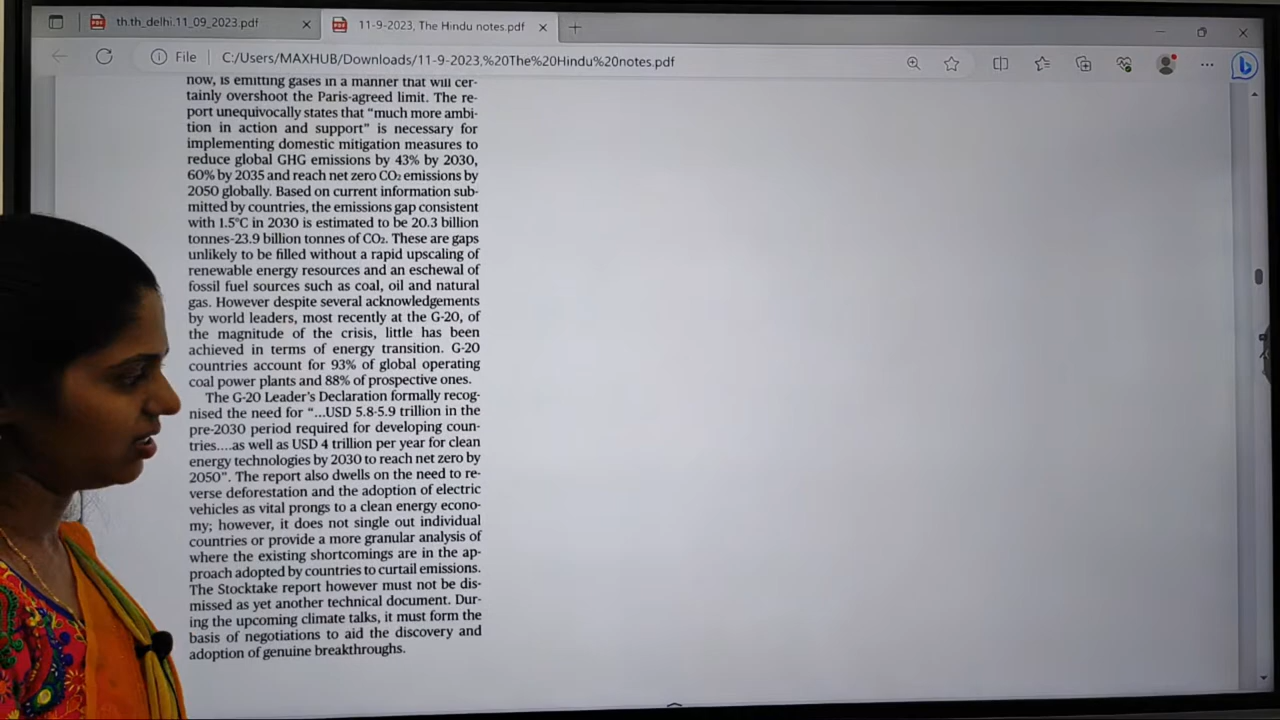 th.th_delhi.11_09_2023.pdf
11-9-2023, The Hindu notes.pdf
File
C:/Users/MAXHUB/Downloads/11-9-2023,%20The%20Hindu%20notes.pdf
now, is emitting gases in a manner that will cer-
tainly overshoot the Paris-agreed limit. The re-
port unequivocally states that “much more ambi-
tion in action and support” is necessary for
implementing domestic mitigation measures to
reduce global GHG emissions by 43% by 2030,
60% by 2035 and reach net zero CO₂ emissions by
2050 globally. Based on current information sub-
mitted by countries, the emissions gap consistent
with 1.5°C in 2030 is estimated to be 20.3 billion
tonnes-23.9 billion tonnes of CO₂. These are gaps
unlikely to be filled without a rapid upscaling of
renewable energy resources and an eschewal of
fossil fuel sources such as coal, oil and natural
gas. However despite several acknowledgements
by world leaders, most recently at the G-20, of
the magnitude of the crisis, little has been
achieved in terms of energy transition. G-20
countries account for 93% of global operating
coal power plants and 88% of prospective ones.
The G-20 Leader’s Declaration formally recog-
nised the need for “...USD 5.8-5.9 trillion in the
pre-2030 period required for developing coun-
tries....as well as USD 4 trillion per year for clean
energy technologies by 2030 to reach net zero by
2050”. The report also dwells on the need to re-
verse deforestation and the adoption of electric
vehicles as vital prongs to a clean energy econo-
my; however, it does not single out individual
countries or provide a more granular analysis of
where the existing shortcomings are in the ap-
proach adopted by countries to curtail emissions.
The Stocktake report however must not be dis-
missed as yet another technical document. Dur-
ing the upcoming climate talks, it must form the
basis of negotiations to aid the discovery and
adoption of genuine breakthroughs.